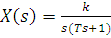 X(s) = k / s(Ts+1)